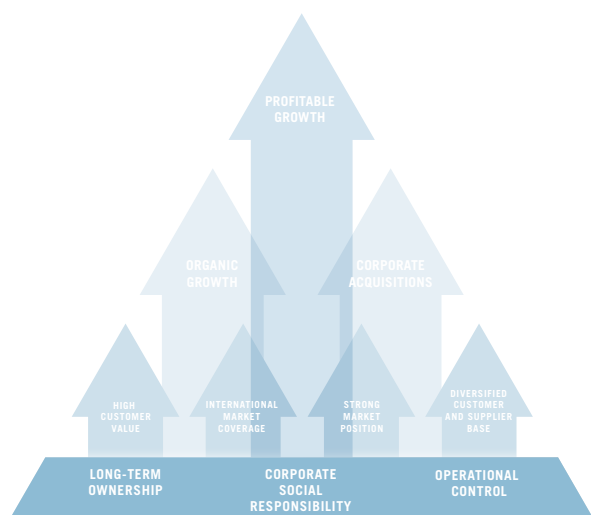 PROFITABLE
GROWTH
ORGANIC
GROWTH
CORPORATE
ACQUISITIONS
HIGH
CUSTOMER
VALUE
INTERNATIONAL
MARKET
COVERAGE
STRONG
MARKET
POSITION
DIVERSIFIED
CUSTOMER
AND SUPPLIER
BASE
LONG-TERM
OWNERSHIP
CORPORATE
SOCIAL
RESPONSIBILITY
OPERATIONAL
CONTROL